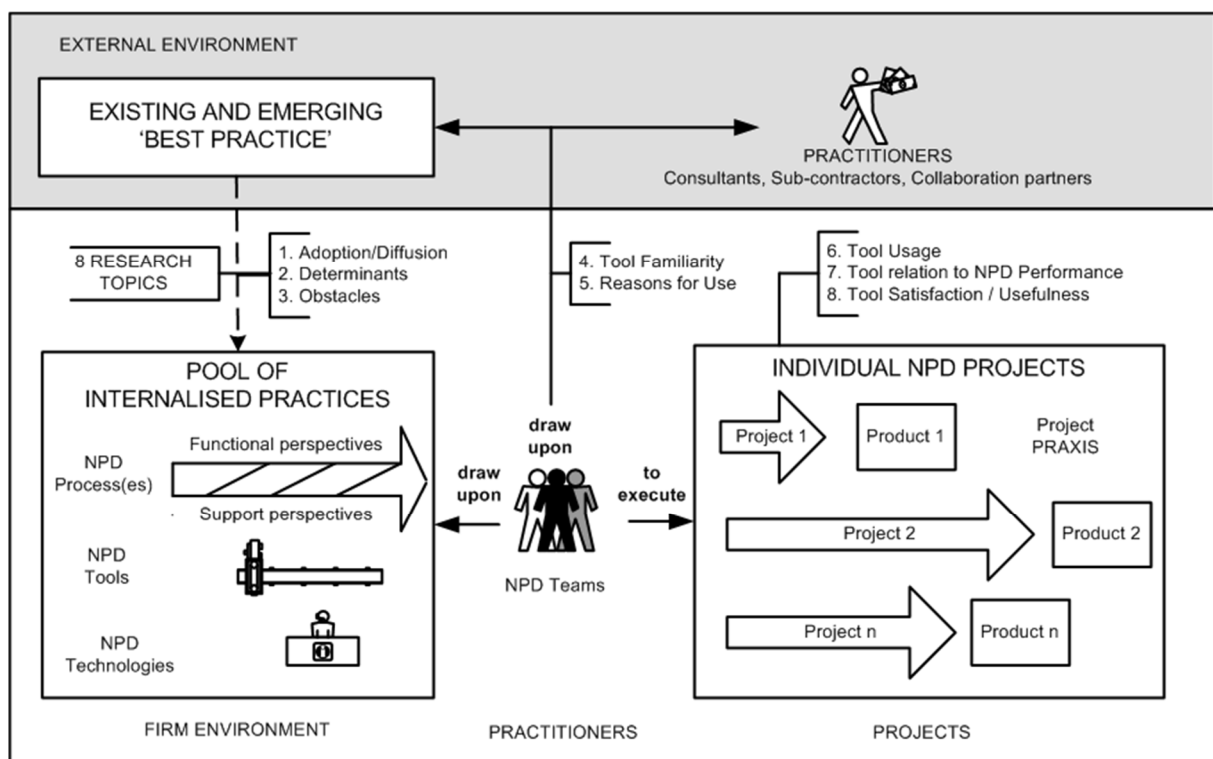 EXTERNAL ENVIRONMENT
EXISTING AND EMERGING
‘BEST PRACTICE’
PRACTITIONERS
Consultants, Sub-contractors, Collaboration partners
8 RESEARCH
TOPICS
1. Adoption/Diffusion
2. Determinants
3. Obstacles
4. Tool Familiarity
5. Reasons for Use
6. Tool Usage
7. Tool relation to NPD Performance
8. Tool Satisfaction / Usefulness
POOL OF
INTERNALISED PRACTICES
NPD
Process(es)
Functional perspectives
Support perspectives
NPD
Tools
NPD
Technologies
draw
upon
draw
upon
to
execute
NPD Teams
INDIVIDUAL NPD PROJECTS
Project 1
Product 1
Project
PRAXIS
Project 2
Product 2
Project n
Product n
FIRM ENVIRONMENT
PRACTITIONERS
PROJECTS